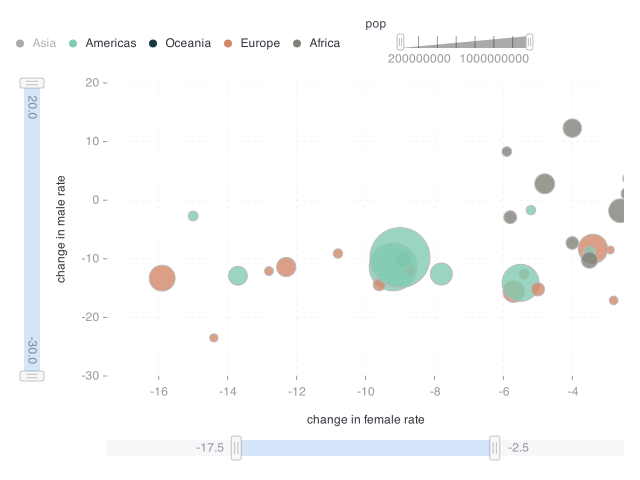 pop
Asia Americas Oceania Europe Africa
200000000 1000000000
20.0
-30.0
change in male rate
20
10
0
-10
-20
-30
-16 -14 -12 -10 -8 -6 -4
change in female rate
-17.5 -2.5